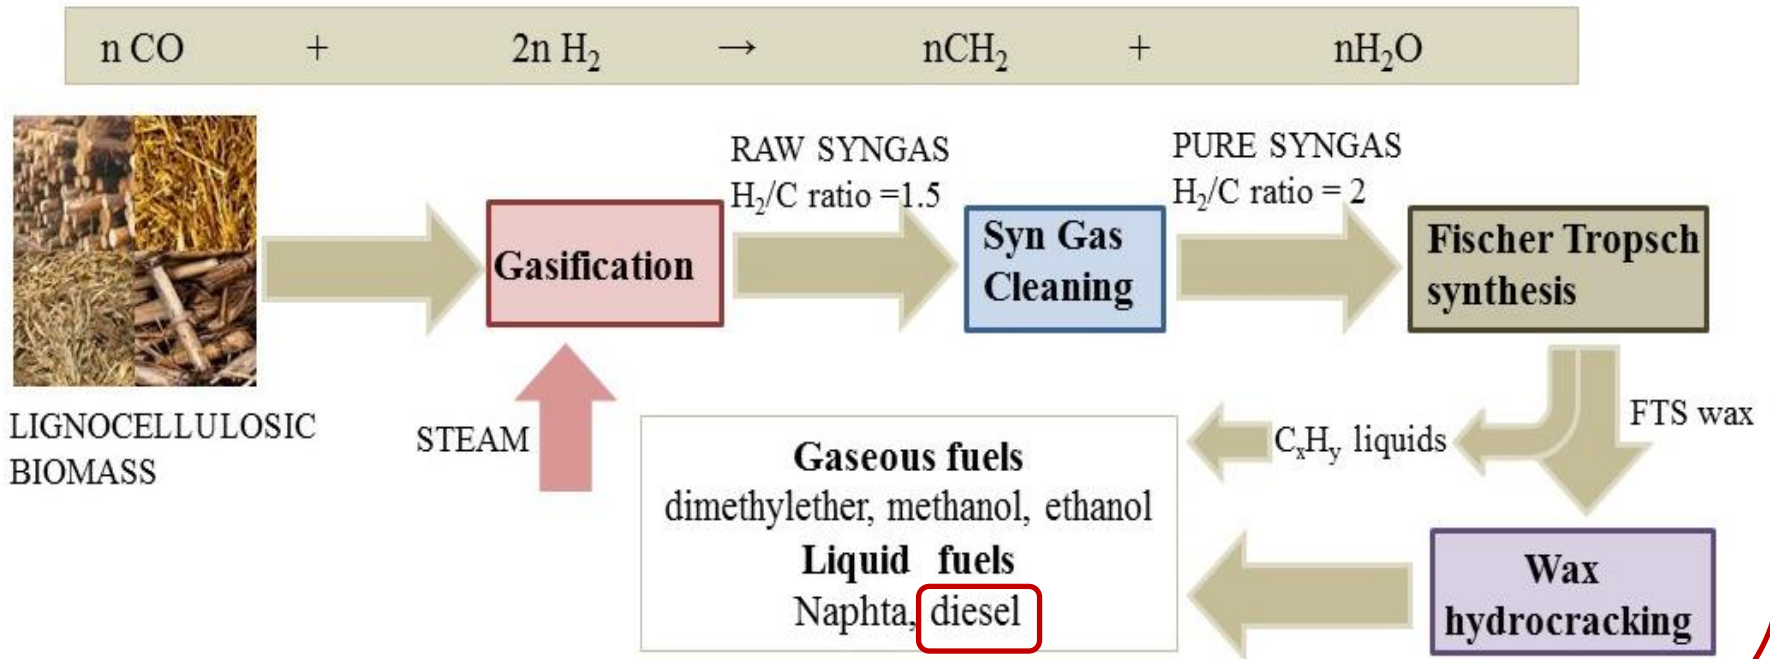 n CO + 2n H₂ → nCH₂ + nH₂O
RAW SYNGAS
H₂/C ratio =1.5
PURE SYNGAS
H₂/C ratio = 2
Gasification
Syn Gas
Cleaning
Fischer Tropsch
synthesis
LIGNOCELLULOSIC
BIOMASS
STEAM
CₓHᵧ liquids
FTS wax
Gaseous fuels
dimethylether, methanol, ethanol
Liquid fuels
Naphta, diesel
Wax
hydrocracking